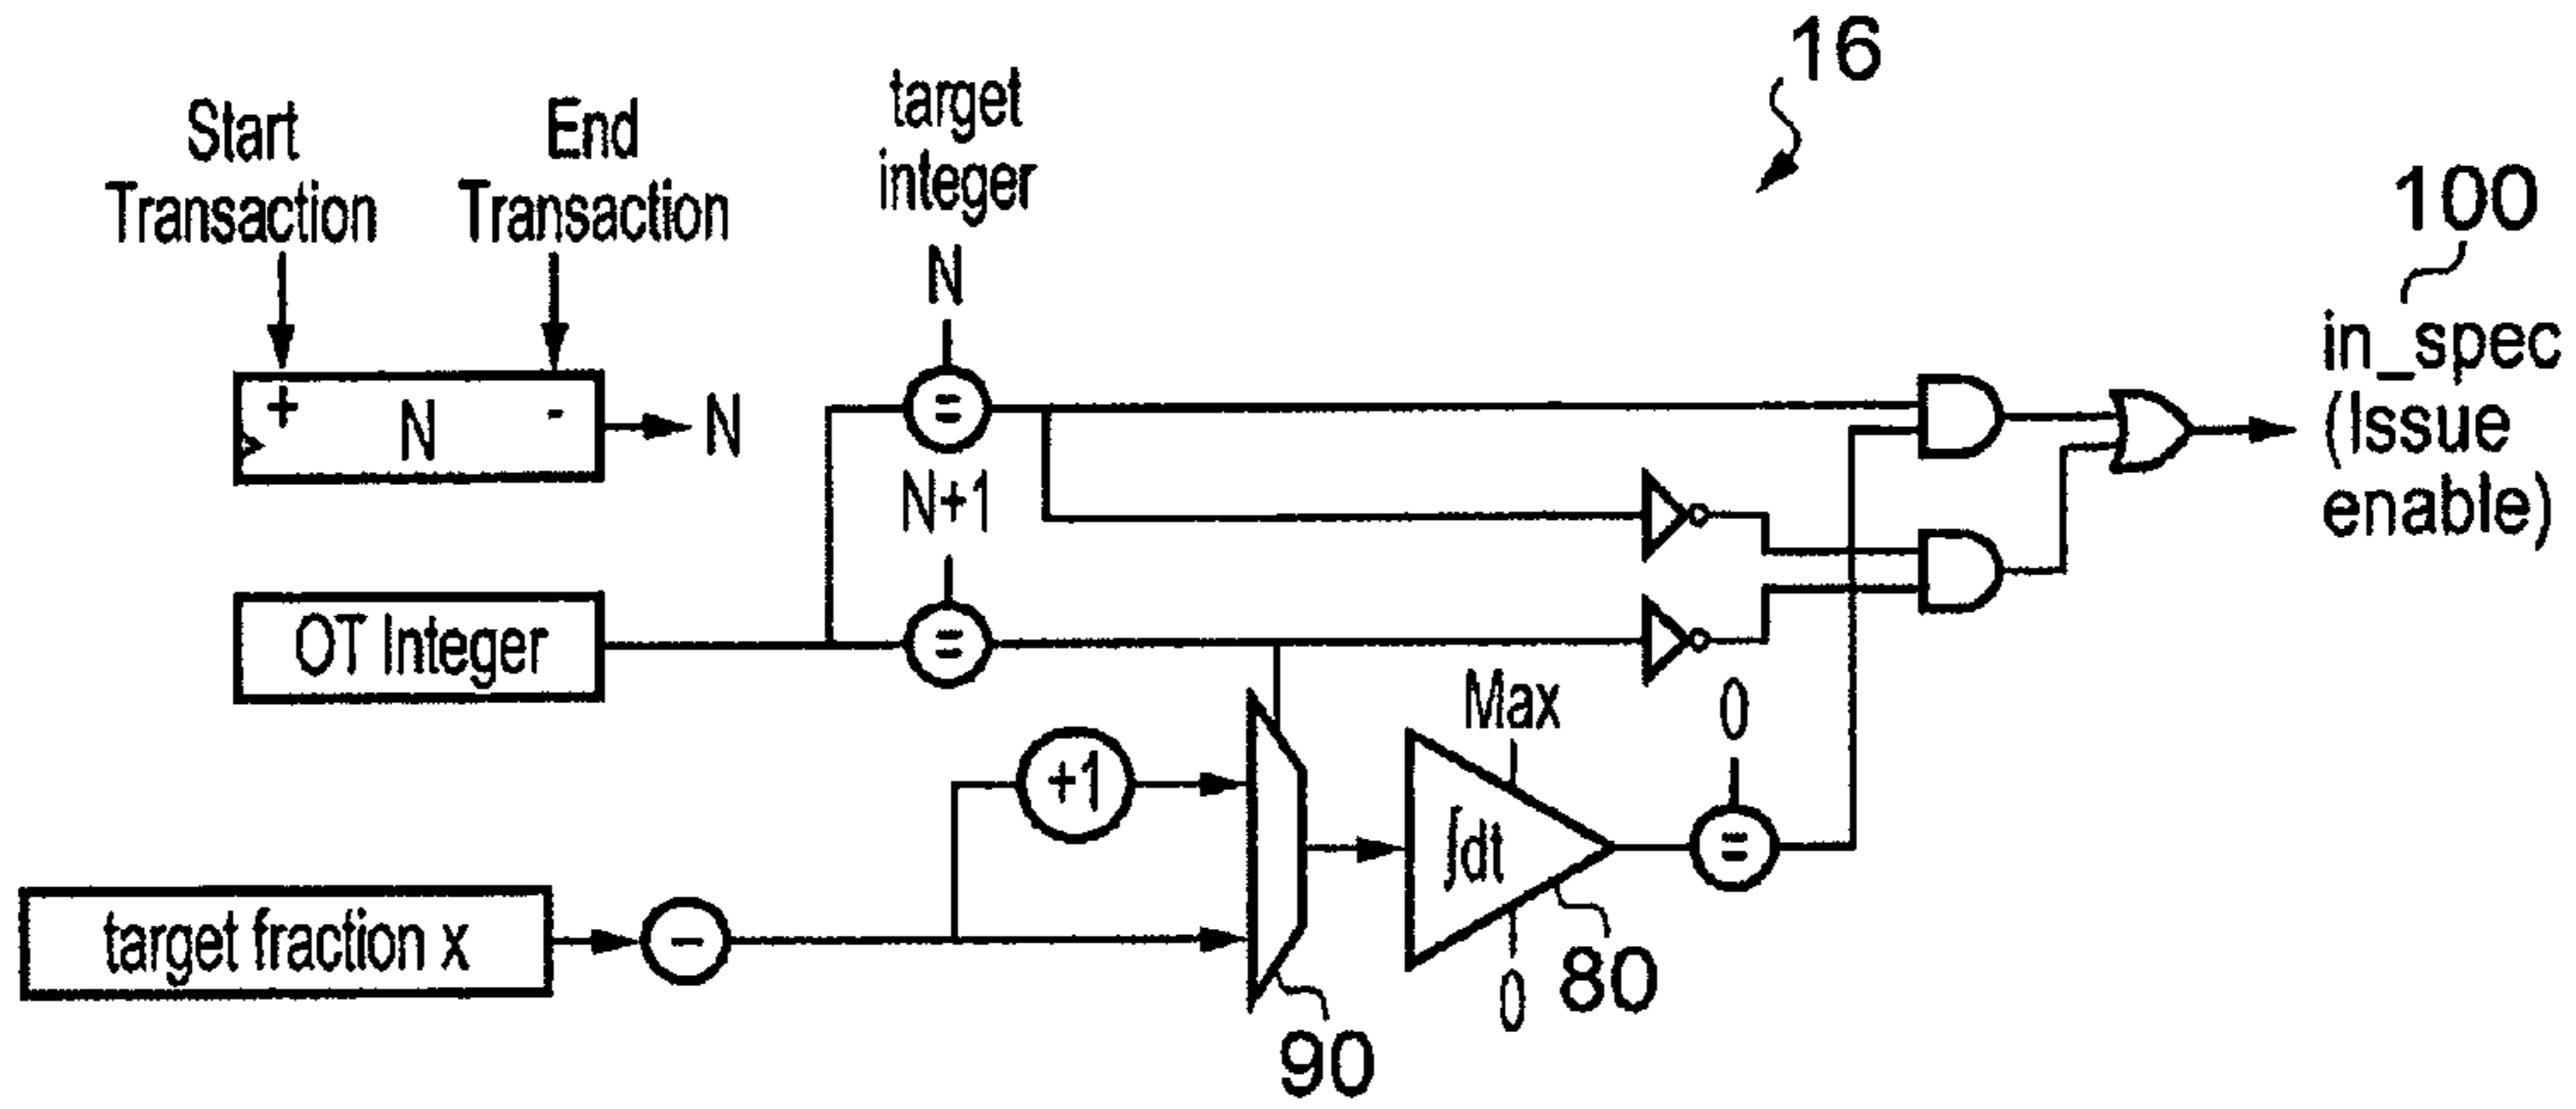 16
Start
Transaction
End
Transaction
target
integer
N
100
in_spec
(Issue
enable)
+ N -
N
=
N+1
OT Integer
=
Max
0
+1
∫dt
=
target fraction x
-
0
80
90